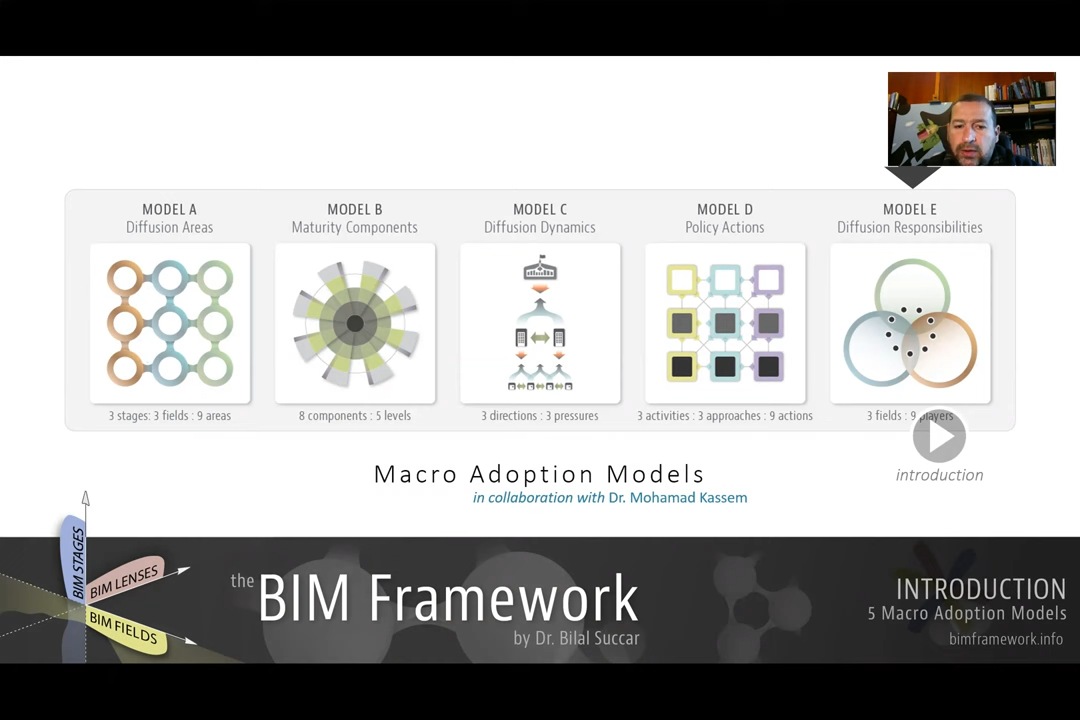 MODEL A
Diffusion Areas
3 stages: 3 fields : 9 areas
MODEL B
Maturity Components
8 components : 5 levels
MODEL C
Diffusion Dynamics
3 directions : 3 pressures
MODEL D
Policy Actions
3 activities : 3 approaches : 9 actions
MODEL E
Diffusion Responsibilities
3 fields : 9 players
introduction
Macro Adoption Models
in collaboration with Dr. Mohamad Kassem
BIM STAGES
BIM LENSES
BIM FIELDS
the BIM Framework
by Dr. Bilal Succar
INTRODUCTION
5 Macro Adoption Models
bimframework.info